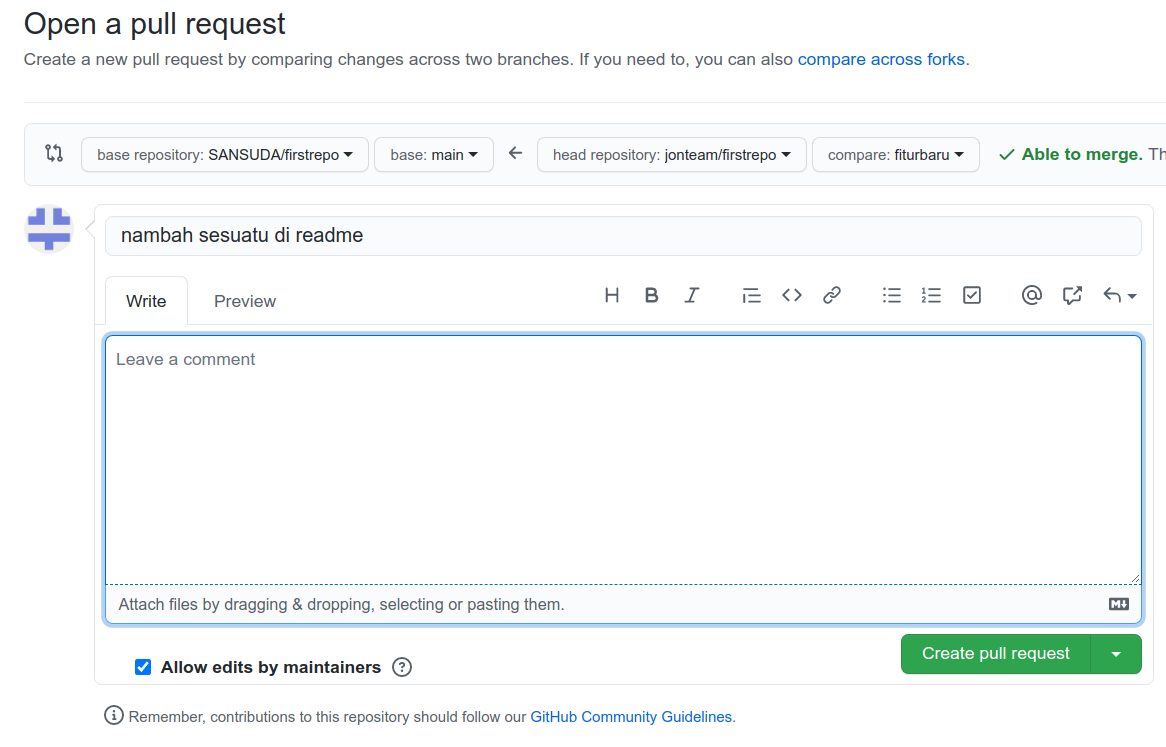 Open a pull request
Create a new pull request by comparing changes across two branches. If you need to, you can also compare across forks.
base repository: SANSUDA/firstrepo base: main head repository: jonteam/firstrepo compare: fiturbaru Able to merge.
nambah sesuatu di readme
Write Preview
Leave a comment
Attach files by dragging & dropping, selecting or pasting them.
Allow edits by maintainers
Create pull request
Remember, contributions to this repository should follow our GitHub Community Guidelines.